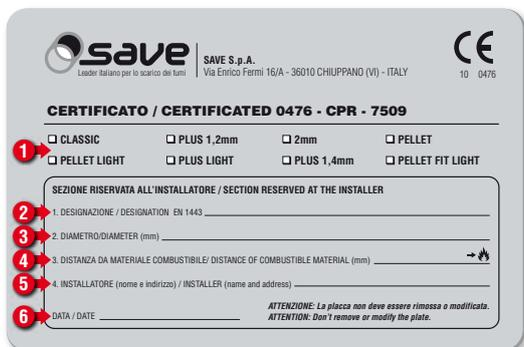 save
Leader italiano per lo scarico dei fumi
SAVE S.p.A.
Via Enrico Fermi 16/A - 36010 CHIUPPANO (VI) - ITALY
CE
10 0476
CERTIFICATO / CERTIFICATED 0476 - CPR - 7509
1
CLASSIC PLUS 1,2mm 2mm PELLET
PELLET LIGHT PLUS LIGHT PLUS 1,4mm PELLET FIT LIGHT
SEZIONE RISERVATA ALL'INSTALLATORE / SECTION RESERVED AT THE INSTALLER
2 1. DESIGNAZIONE / DESIGNATION EN 1443
3 2. DIAMETRO/DIAMETER (mm)
4 3. DISTANZA DA MATERIALE COMBUSTIBILE/ DISTANCE OF COMBUSTIBLE MATERIAL (mm)
5 4. INSTALLATORE (nome e indirizzo) / INSTALLER (name and address)
6 DATA / DATE
ATTENZIONE: La placca non deve essere rimossa o modificata.
ATTENTION: Don't remove or modify the plate.